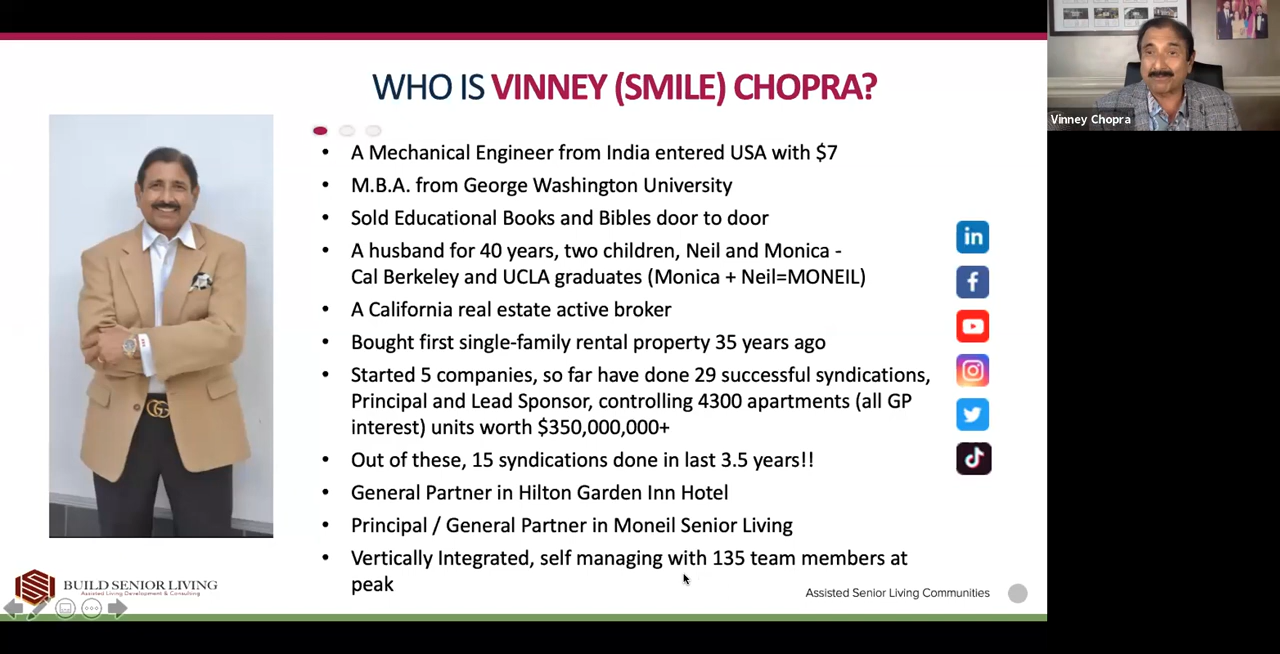 WHO IS VINNEY (SMILE) CHOPRA?
Vinney Chopra
• A Mechanical Engineer from India entered USA with $7
• M.B.A. from George Washington University
• Sold Educational Books and Bibles door to door
• A husband for 40 years, two children, Neil and Monica -
Cal Berkeley and UCLA graduates (Monica + Neil=MONEIL)
• A California real estate active broker
• Bought first single-family rental property 35 years ago
• Started 5 companies, so far have done 29 successful syndications,
Principal and Lead Sponsor, controlling 4300 apartments (all GP
interest) units worth $350,000,000+
• Out of these, 15 syndications done in last 3.5 years!!
• General Partner in Hilton Garden Inn Hotel
• Principal / General Partner in Moneil Senior Living
• Vertically Integrated, self managing with 135 team members at
peak
in
f
BUILD SENIOR LIVING
Assisted Living Development & Consulting
Assisted Senior Living Communities